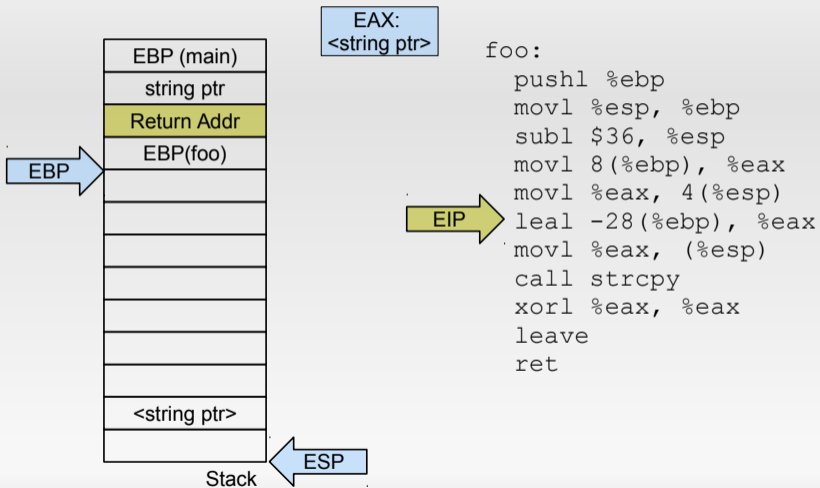 EAX:
<string ptr>
EBP (main)
string ptr
Return Addr
EBP(foo)
EBP
<string ptr>
ESP
Stack
EIP
foo:
pushl %ebp
movl %esp, %ebp
subl $36, %esp
movl 8(%ebp), %eax
movl %eax, 4(%esp)
leal -28(%ebp), %eax
movl %eax, (%esp)
call strcpy
xorl %eax, %eax
leave
ret